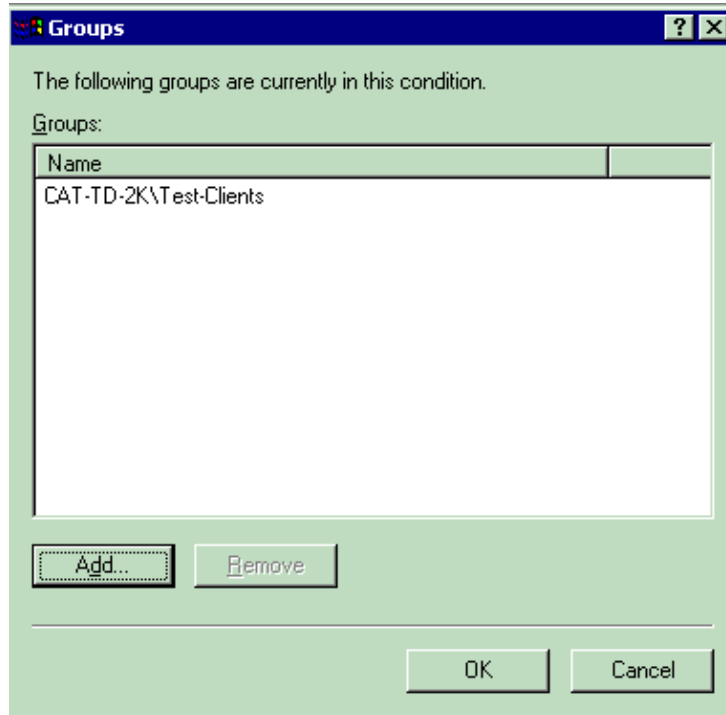 Groups
The following groups are currently in this condition.
Groups:
Name
CAT-TD-2K\Test-Clients
Add...
Remove
OK
Cancel